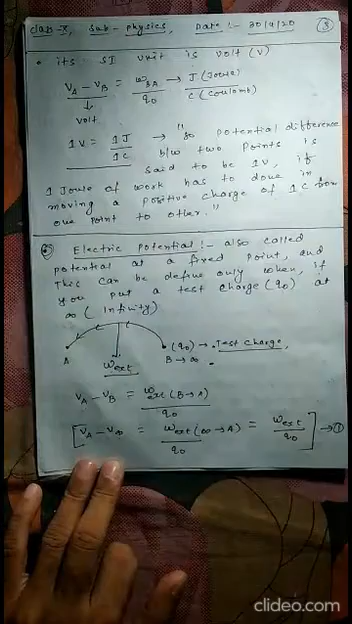 Class-X, Sub- physics, Date:- 20/4/20 (3)
• its SI unit is volt (V)
VA - VB = WBA/q0 → J (Joule)/C (Coulomb)
↓
volt
1V = 1J/1C → "so potential difference
b/w two points is
said to be 1V, if
1 Joule of work has to done in
moving a positive charge of 1C from
one point to other."
Electric Potential :- also called
potential at a fixed point, and
This can be define only when, if
you put a test charge (q0) at
∞ (infinity)
A (q0) → Test charge,
B → ∞
Wext
VA - VB = Wext(B→A)/q0
[VA - V∞ = Wext(∞→A)/q0 = Wext/q0] → ①
clideo.com